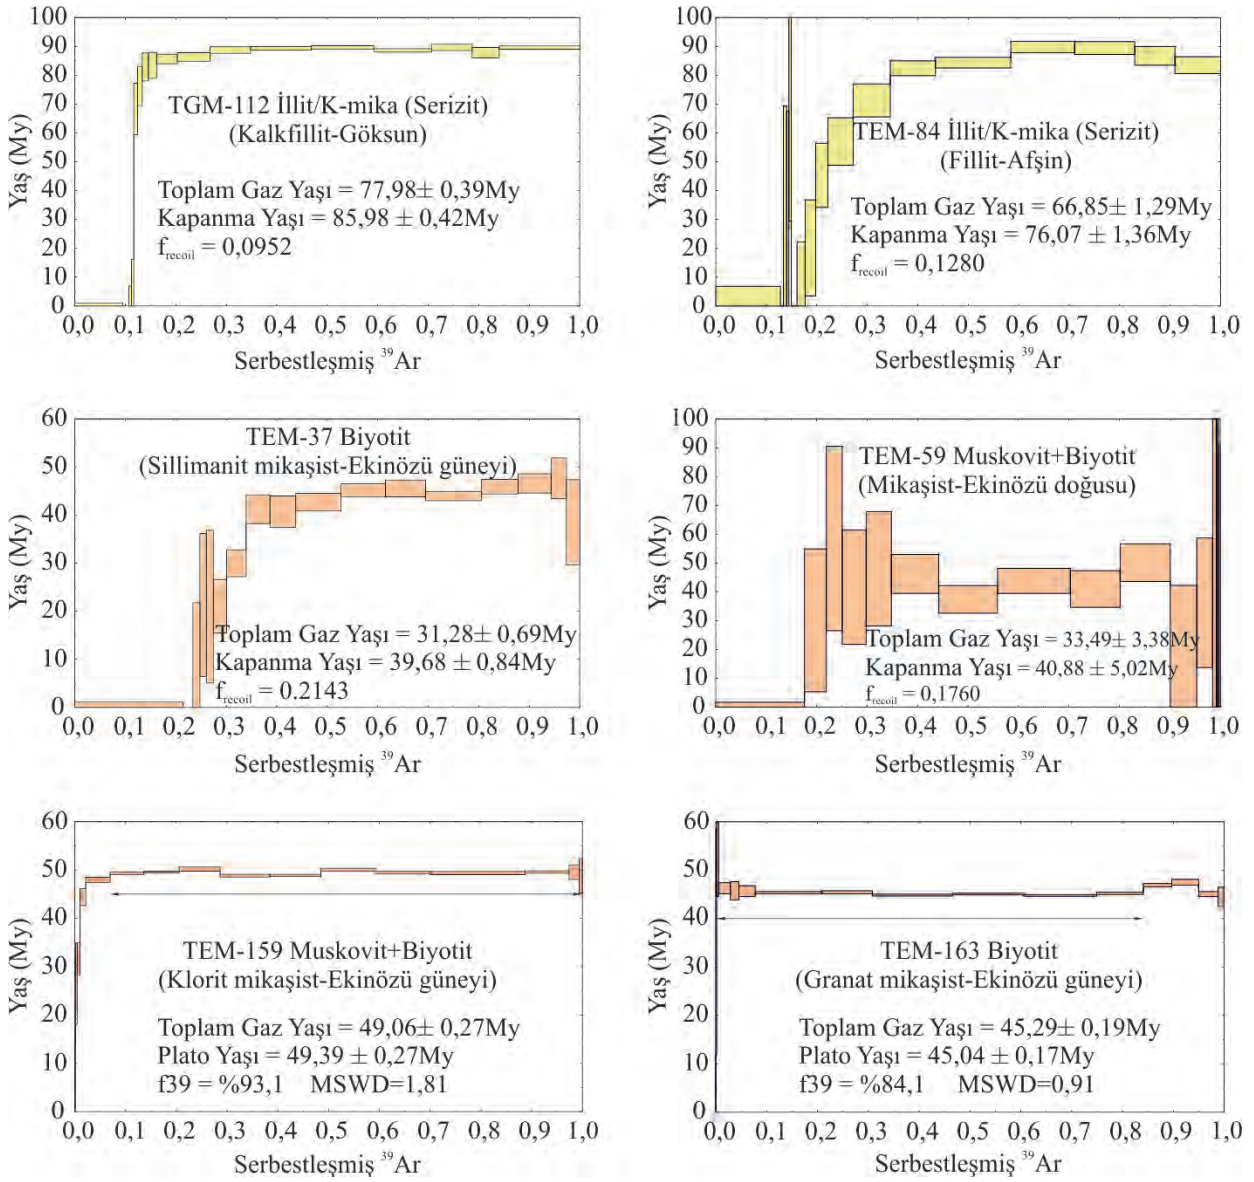 100
90
80
70
60
50
40
30
20
10
0
Yaş (My)
TGM-112 İllit/K-mika (Serizit)
(Kalkfillit-Göksun)
Toplam Gaz Yaşı = 77,98± 0,39My
Kapanma Yaşı = 85,98 ± 0,42My
f recoil = 0,0952
0,0 0,1 0,2 0,3 0,4 0,5 0,6 0,7 0,8 0,9 1,0
Serbestleşmiş ³⁹Ar
100
90
80
70
60
50
40
30
20
10
0
Yaş (My)
TEM-84 İllit/K-mika (Serizit)
(Fillit-Afşin)
Toplam Gaz Yaşı = 66,85± 1,29My
Kapanma Yaşı = 76,07 ± 1,36My
f recoil = 0,1280
0,0 0,1 0,2 0,3 0,4 0,5 0,6 0,7 0,8 0,9 1,0
Serbestleşmiş ³⁹Ar
60
50
40
30
20
10
0
Yaş (My)
TEM-37 Biyotit
(Sillimanit mikaşist-Ekinözü güneyi)
Toplam Gaz Yaşı = 31,28± 0,69My
Kapanma Yaşı = 39,68 ± 0,84My
f recoil = 0.2143
0,0 0,1 0,2 0,3 0,4 0,5 0,6 0,7 0,8 0,9 1,0
Serbestleşmiş ³⁹Ar
100
90
80
70
60
50
40
30
20
10
0
Yaş (My)
TEM-59 Muskovit+Biyotit
(Mikaşist-Ekinözü doğusu)
Toplam Gaz Yaşı = 33,49± 3,38My
Kapanma Yaşı = 40,88 ± 5,02My
f recoil = 0,1760
0,0 0,1 0,2 0,3 0,4 0,5 0,6 0,7 0,8 0,9 1,0
Serbestleşmiş ³⁹Ar
60
50
40
30
20
10
0
Yaş (My)
TEM-159 Muskovit+Biyotit
(Klorit mikaşist-Ekinözü güneyi)
Toplam Gaz Yaşı = 49,06± 0,27My
Plato Yaşı = 49,39 ± 0,27My
f39 = %93,1 MSWD=1,81
0,0 0,1 0,2 0,3 0,4 0,5 0,6 0,7 0,8 0,9 1,0
Serbestleşmiş ³⁹Ar
60
50
40
30
20
10
0
Yaş (My)
TEM-163 Biyotit
(Granat mikaşist-Ekinözü güneyi)
Toplam Gaz Yaşı = 45,29 ± 0,19My
Plato Yaşı = 45,04 ± 0,17My
f39 = %84,1 MSWD=0,91
0,0 0,1 0,2 0,3 0,4 0,5 0,6 0,7 0,8 0,9 1,0
Serbestleşmiş ³⁹Ar